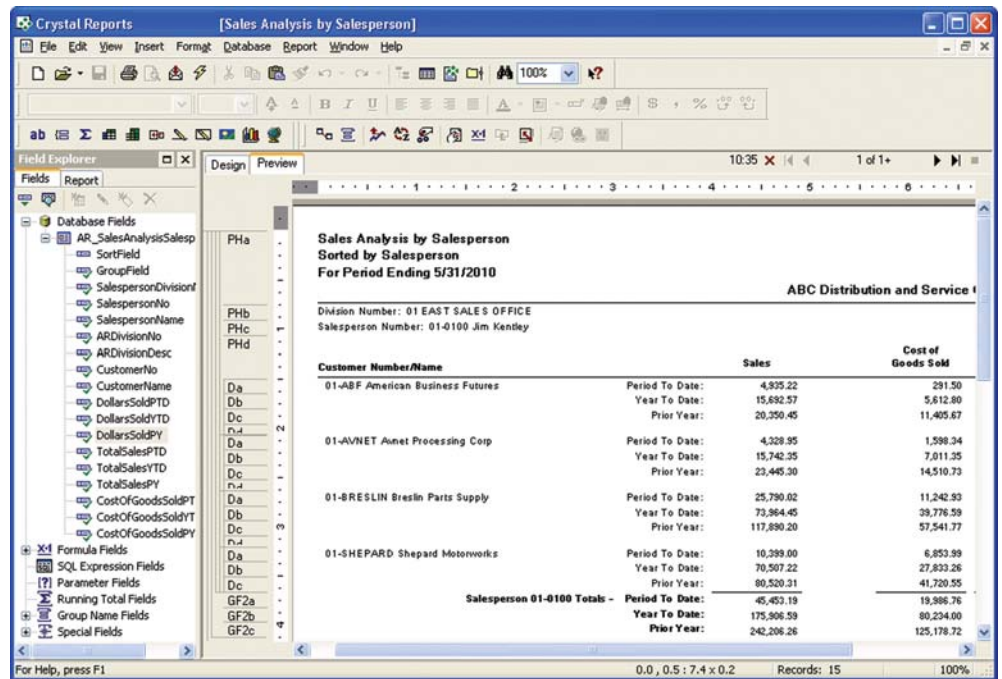 Crystal Reports [Sales Analysis by Salesperson]
File Edit View Insert Format Database Report Window Help
100%
B I U A S , %
ab Σ
Field Explorer
Fields Report
Database Fields
AR_SalesAnalysisSalesp
SortField
GroupField
SalespersonDivision
SalespersonNo
SalespersonName
ARDivisionNo
ARDivisionDesc
CustomerNo
CustomerName
DollarsSoldPTD
DollarsSoldYTD
DollarsSoldPY
TotalSalesPTD
TotalSalesYTD
TotalSalesPY
CostOfGoodsSoldPT
CostOfGoodsSoldYT
CostOfGoodsSoldPY
Formula Fields
SQL Expression Fields
Parameter Fields
Running Total Fields
Group Name Fields
Special Fields
Design Preview 10:35 1 of 1+
1 2 3 4 5 6
PHa
PHb
PHc
PHd
Da
Db
Dc
Dd
Da
Db
Dc
Dd
Da
Db
Dc
Dd
Da
Db
Dc
GF2a
GF2b
GF2c
1
2
3
4
Sales Analysis by Salesperson
Sorted by Salesperson
For Period Ending 5/31/2010
ABC Distribution and Service
Division Number: 01 EAST SALES OFFICE
Salesperson Number: 01-0100 Jim Kentley
Customer Number/Name Sales Cost of Goods Sold
01-ABF American Business Futures Period To Date: 4,935.22 291.50
Year To Date: 15,692.57 5,612.80
Prior Year: 20,350.45 11,405.67
01-AVNET Avnet Processing Corp Period To Date: 4,328.95 1,598.34
Year To Date: 15,742.35 7,011.35
Prior Year: 23,445.30 14,510.73
01-BRESLIN Breslin Parts Supply Period To Date: 25,790.02 11,242.93
Year To Date: 73,964.45 39,776.59
Prior Year: 117,890.20 57,541.77
01-SHEPARD Shepard Motorworks Period To Date: 10,399.00 6,853.99
Year To Date: 70,507.22 27,833.26
Prior Year: 80,520.31 41,720.55
Salesperson 01-0100 Totals – Period To Date: 45,453.19 19,986.76
Year To Date: 175,906.59 80,234.00
Prior Year: 242,206.26 125,178.72
For Help, press F1 0.0 , 0.5 : 7.4 x 0.2 Records: 15 100%